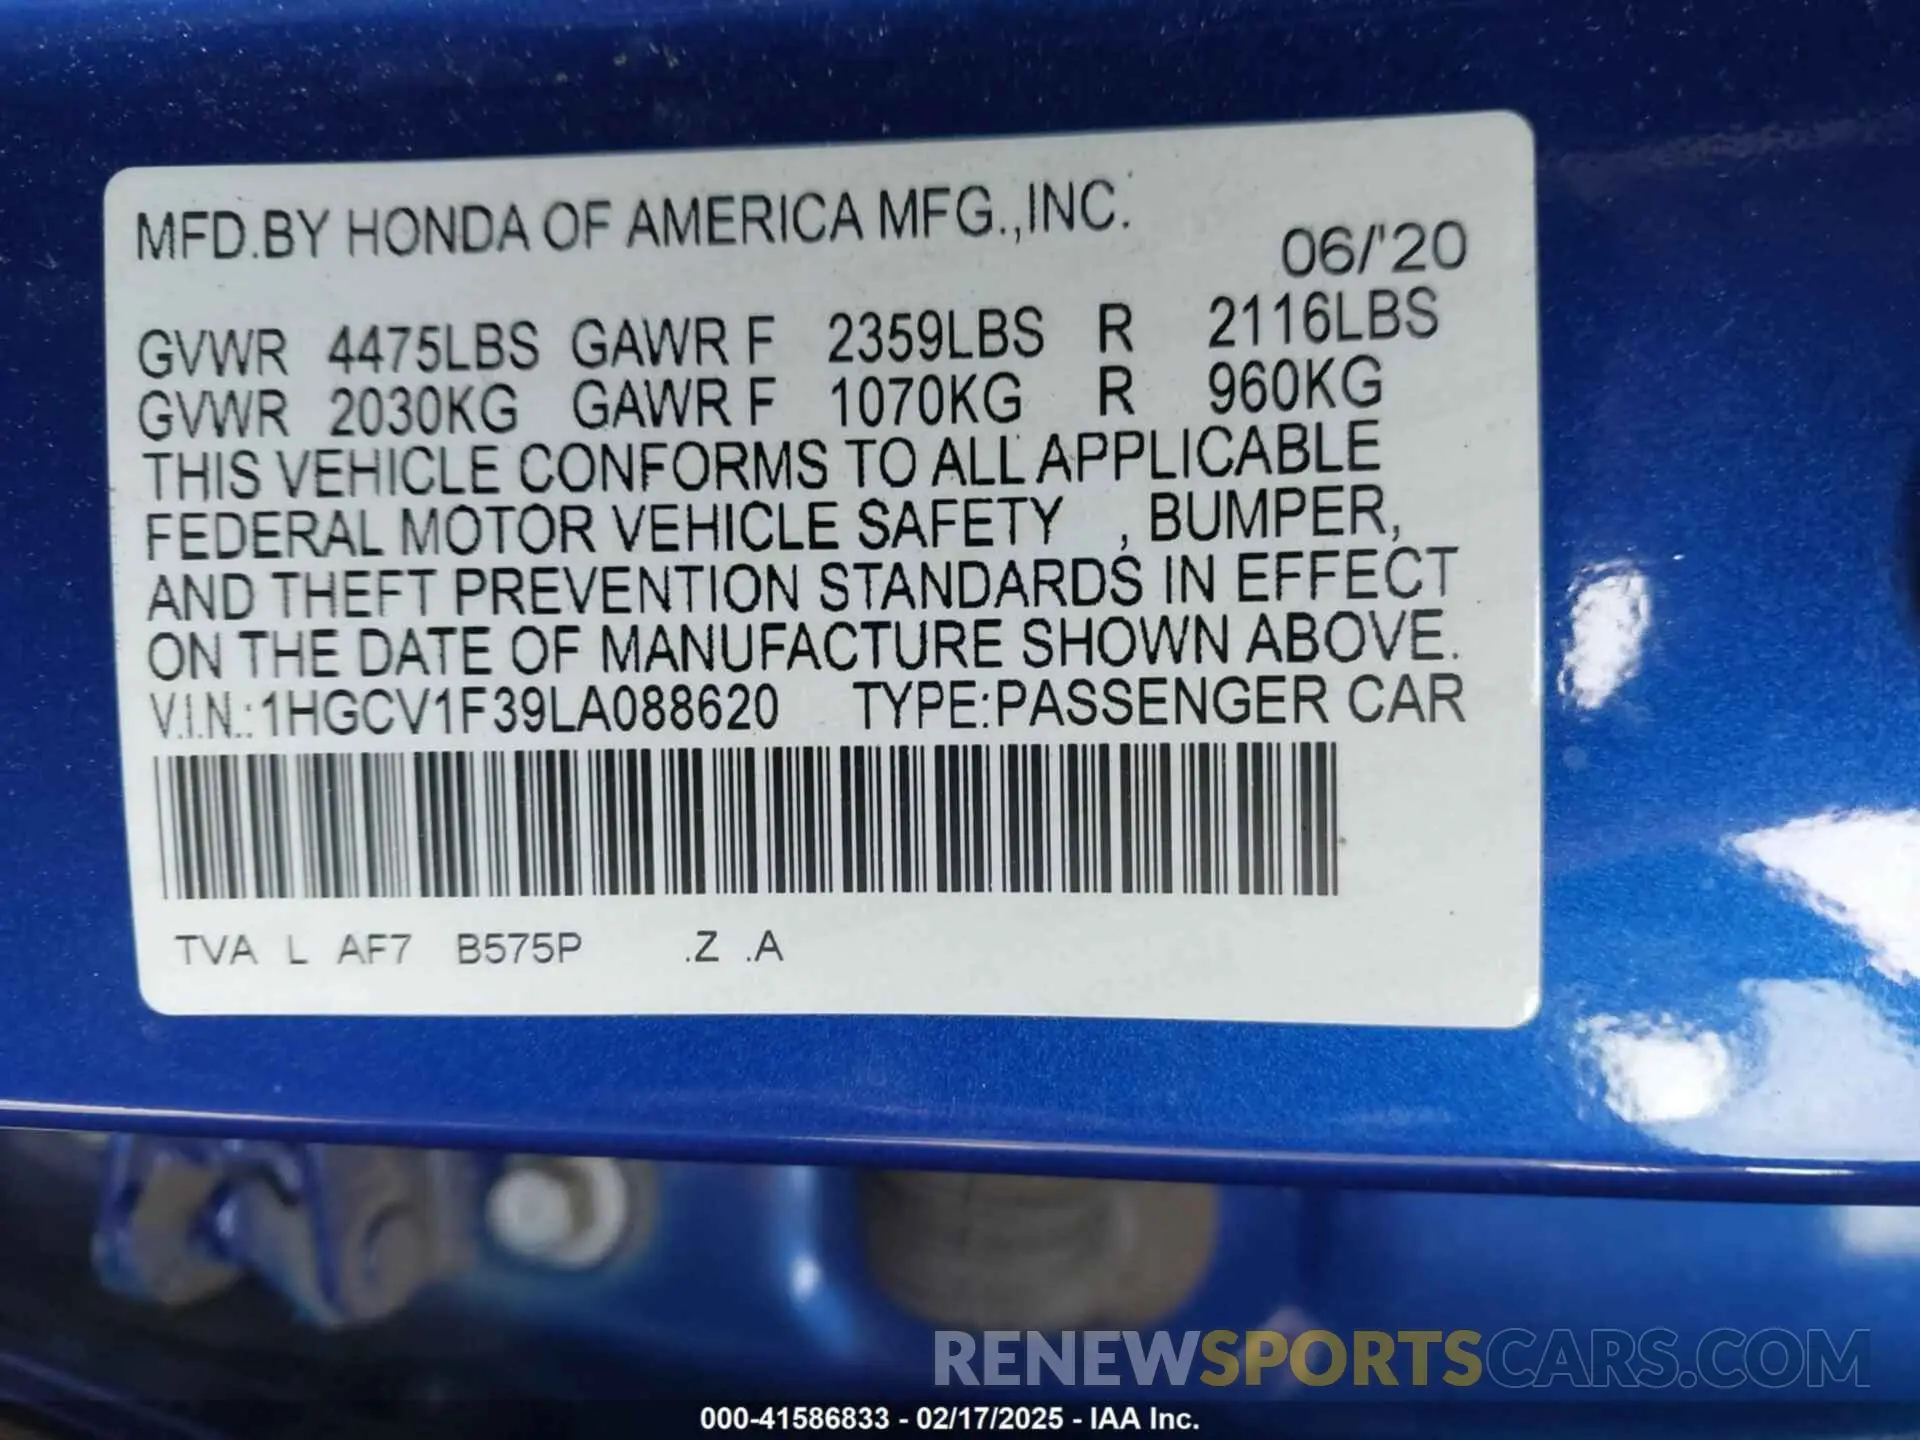 MFD.BY HONDA OF AMERICA MFG.,INC.
06/'20
GVWR 4475LBS GAWR F 2359LBS R 2116LBS
GVWR 2030KG GAWR F 1070KG R 960KG
THIS VEHICLE CONFORMS TO ALL APPLICABLE
FEDERAL MOTOR VEHICLE SAFETY , BUMPER,
AND THEFT PREVENTION STANDARDS IN EFFECT
ON THE DATE OF MANUFACTURE SHOWN ABOVE.
V.I.N.:1HGCV1F39LA088620 TYPE:PASSENGER CAR
TVA L AF7 B575P .Z .A
RENEWSPORTSCARS.COM
000-41586833 - 02/17/2025 - IAA Inc.